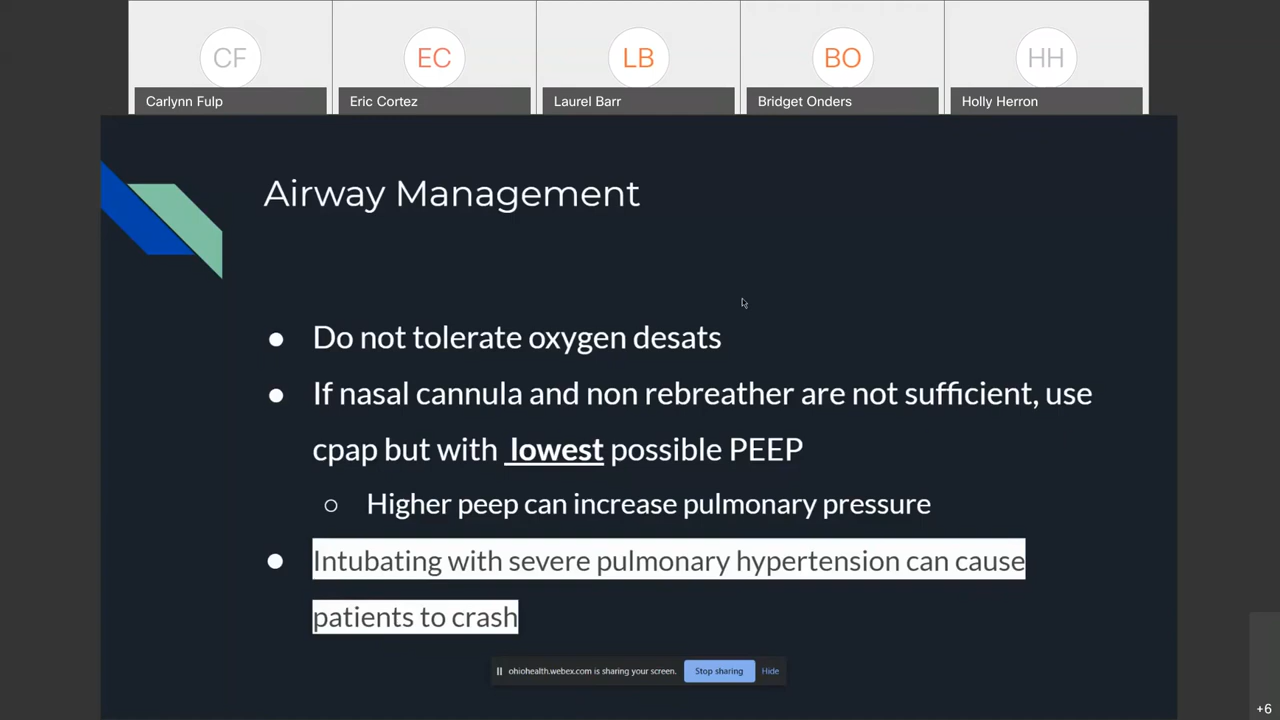 CF
EC
LB
BO
HH
Carlynn Fulp
Eric Cortez
Laurel Barr
Bridget Onders
Holly Herron
Airway Management
● Do not tolerate oxygen desats
● If nasal cannula and non rebreather are not sufficient, use
cpap but with lowest possible PEEP
○ Higher peep can increase pulmonary pressure
● Intubating with severe pulmonary hypertension can cause
patients to crash
ohiohealth.webex.com is sharing your screen. Stop sharing Hide
+6